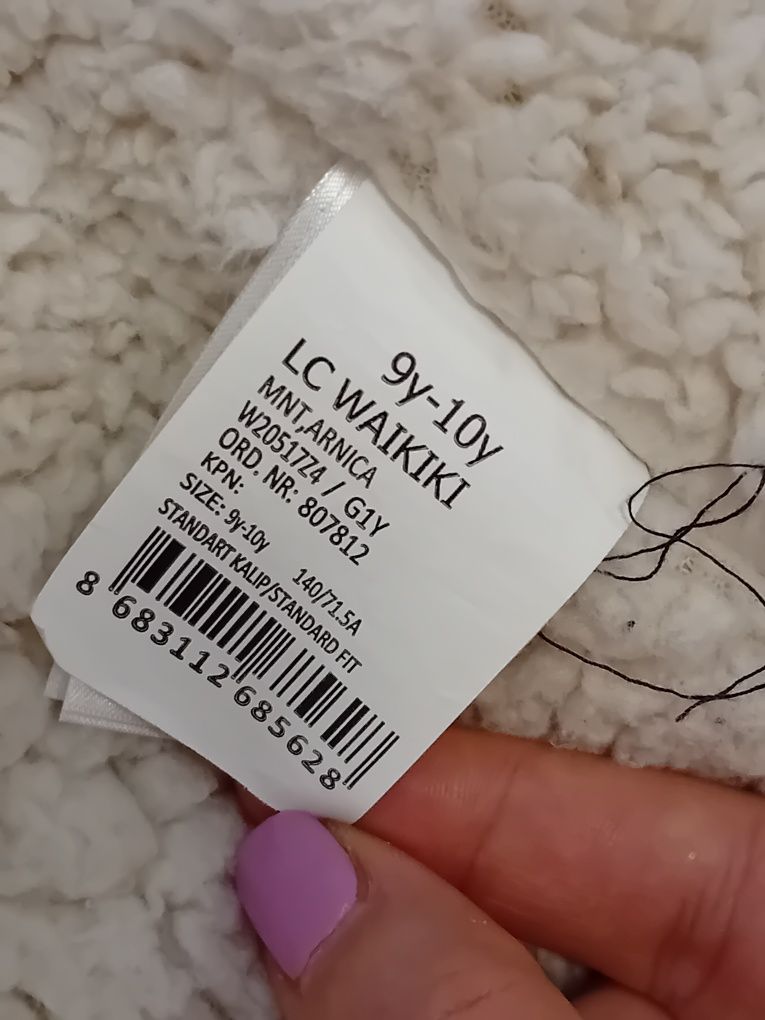 9y-10y
LC WAIKIKI
MNT,ARNICA
W20517Z4 / G1Y
ORD. NR: 807812
KPN:
SIZE: 9y-10y 140/71.5A
STANDART KALIP/STANDARD FIT
8 683112 685628